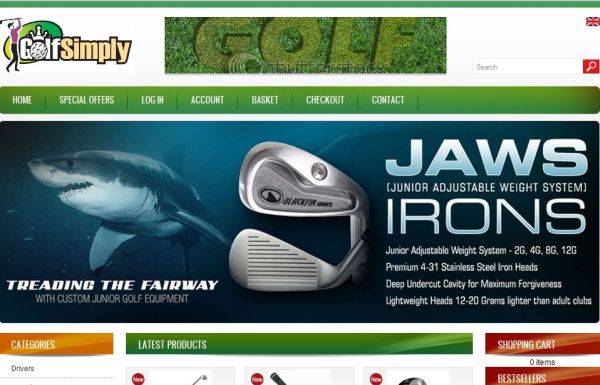 GOLF
shutterstock
GolfSimply
Search
HOME SPECIAL OFFERS LOG IN ACCOUNT BASKET CHECKOUT CONTACT
JAWS
(JUNIOR ADJUSTABLE WEIGHT SYSTEM)
IRONS
BLACKFIN JAWS
Junior Adjustable Weight System - 2G, 4G, 8G, 12G
Premium 4-31 Stainless Steel Iron Heads
Deep Undercut Cavity for Maximum Forgiveness
Lightweight Heads 12-20 Grams lighter than adult clubs
TREADING THE FAIRWAY
WITH CUSTOM JUNIOR GOLF EQUIPMENT
CATEGORIES
Drivers
LATEST PRODUCTS
New
New
New
SHOPPING CART
0 items
BESTSELLERS